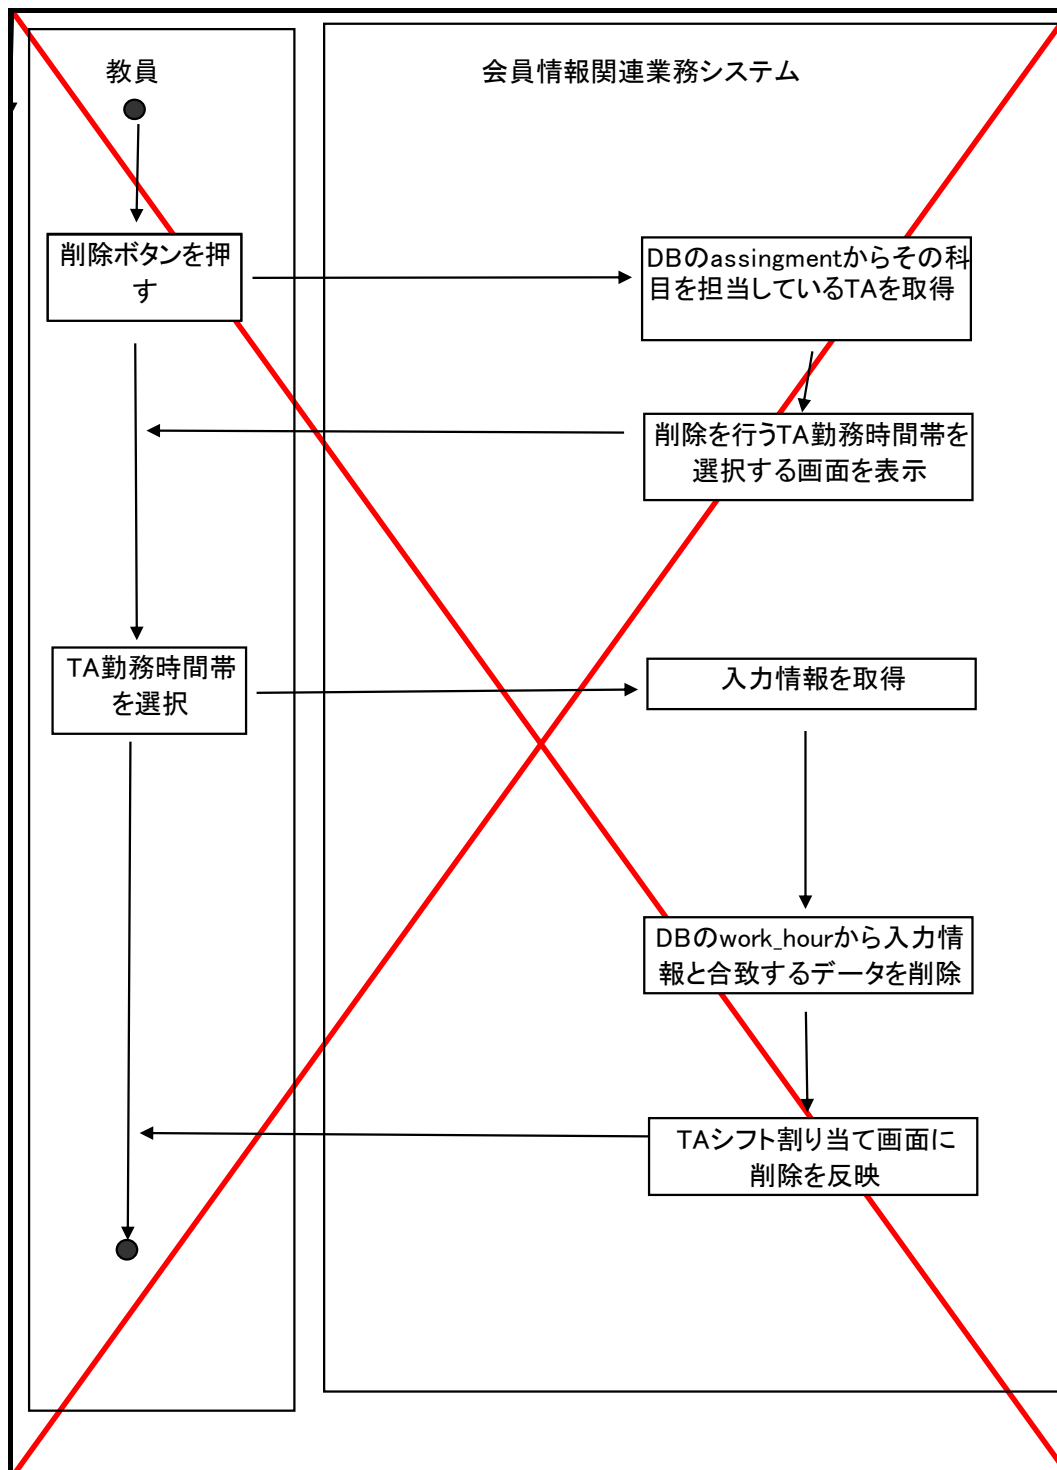 教員
会員情報関連業務システム
削除ボタンを押
す
DBのassingmentからその科
目を担当しているTAを取得
削除を行うTA勤務時間帯を
選択する画面を表示
TA勤務時間帯
を選択
入力情報を取得
DBのwork_hourから入力情
報と合致するデータを削除
TAシフト割り当て画面に
削除を反映